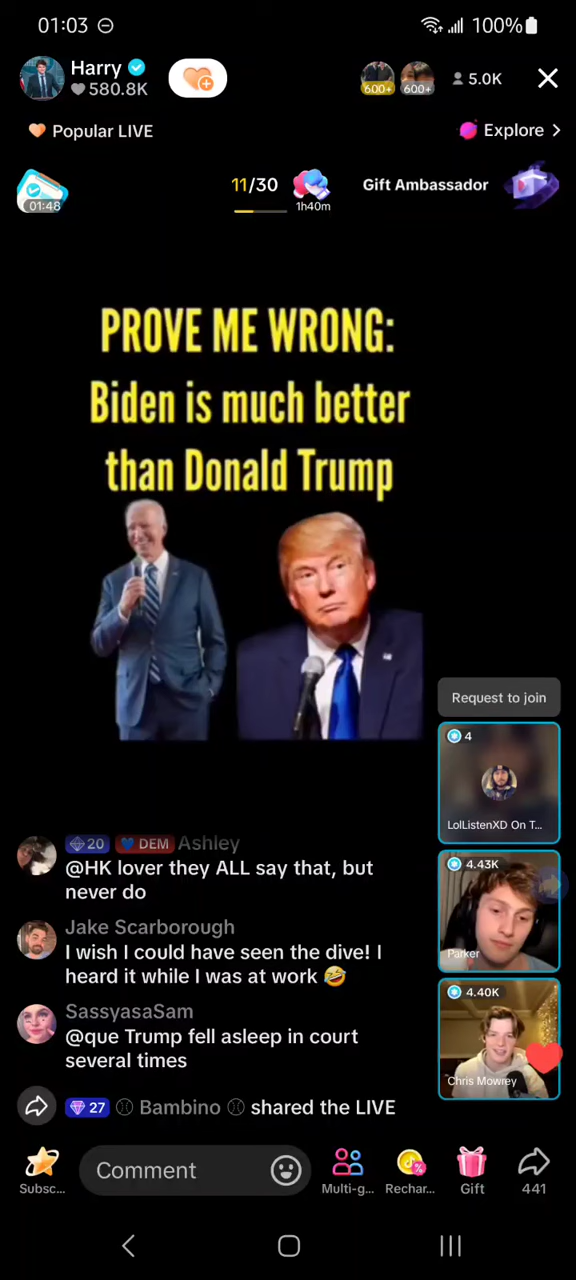 01:03
100%
Harry
580.8K
600+
600+
5.0K
Popular LIVE
Explore >
01:48
11/30
1h40m
Gift Ambassador
PROVE ME WRONG:
Biden is much better
than Donald Trump
Request to join
4
LolListenXD On T...
4.43K
Parker
4.40K
Chris Mowrey
20 DEM Ashley
@HK lover they ALL say that, but
never do
Jake Scarborough
I wish I could have seen the dive! I
heard it while I was at work 🤣
SassyasaSam
@que Trump fell asleep in court
several times
27 ⚾ Bambino ⚾ shared the LIVE
Subsc...
Comment
Multi-g...
Rechar...
Gift
441